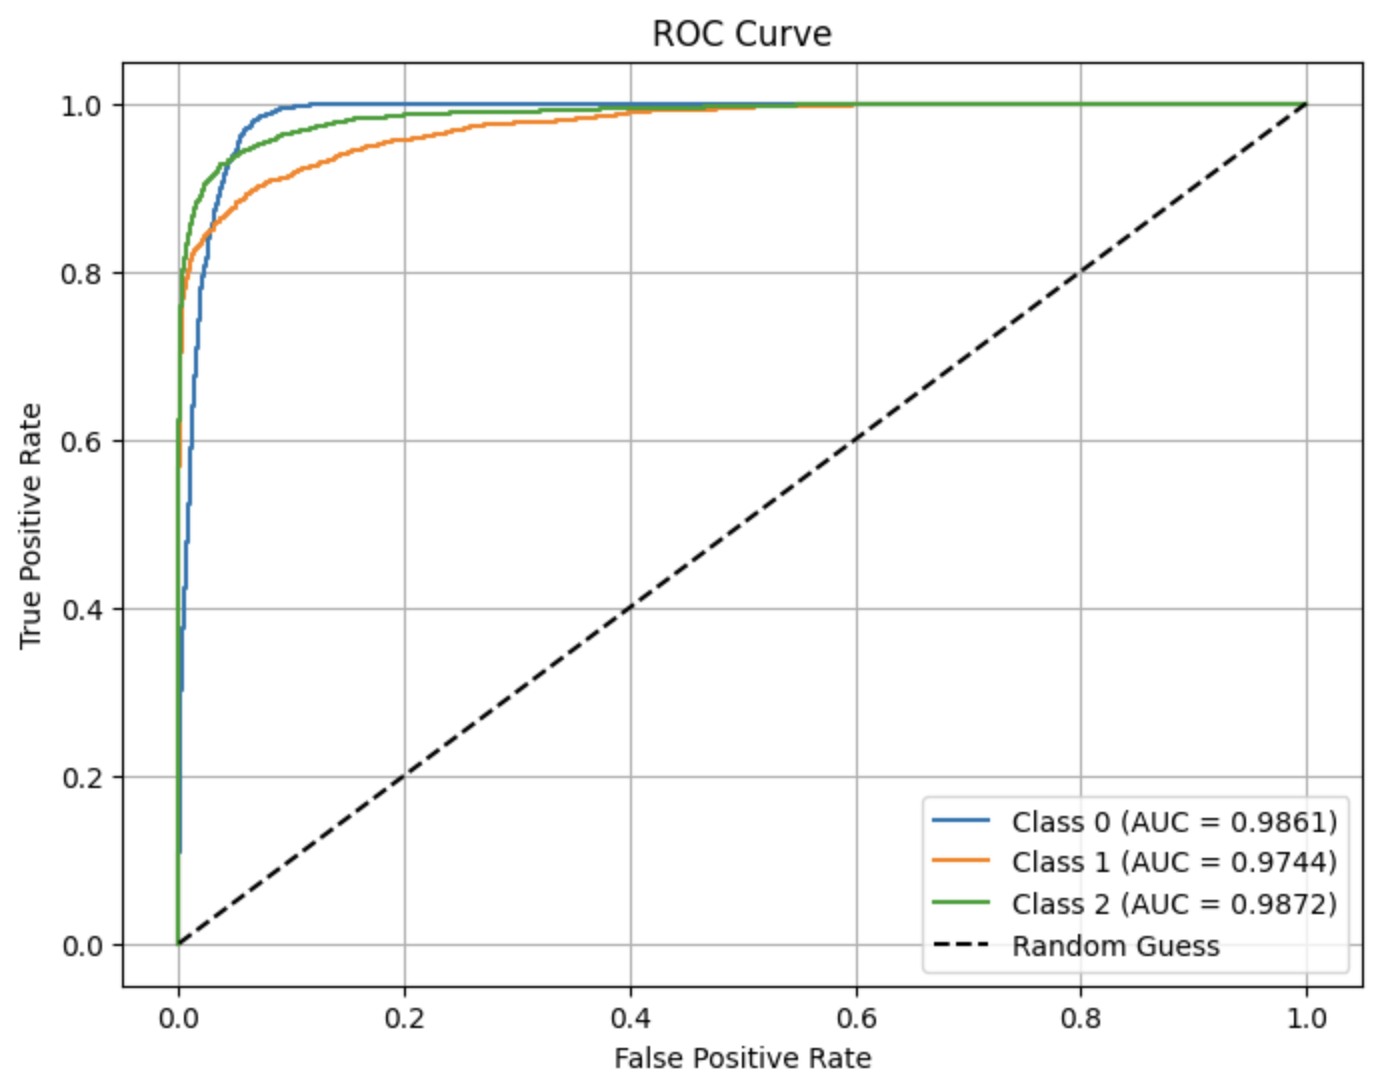 ROC Curve
1.0
0.8
0.6
0.4
0.2
0.0
True Positive Rate
Class 0 (AUC = 0.9861)
Class 1 (AUC = 0.9744)
Class 2 (AUC = 0.9872)
Random Guess
0.0 0.2 0.4 0.6 0.8 1.0
False Positive Rate